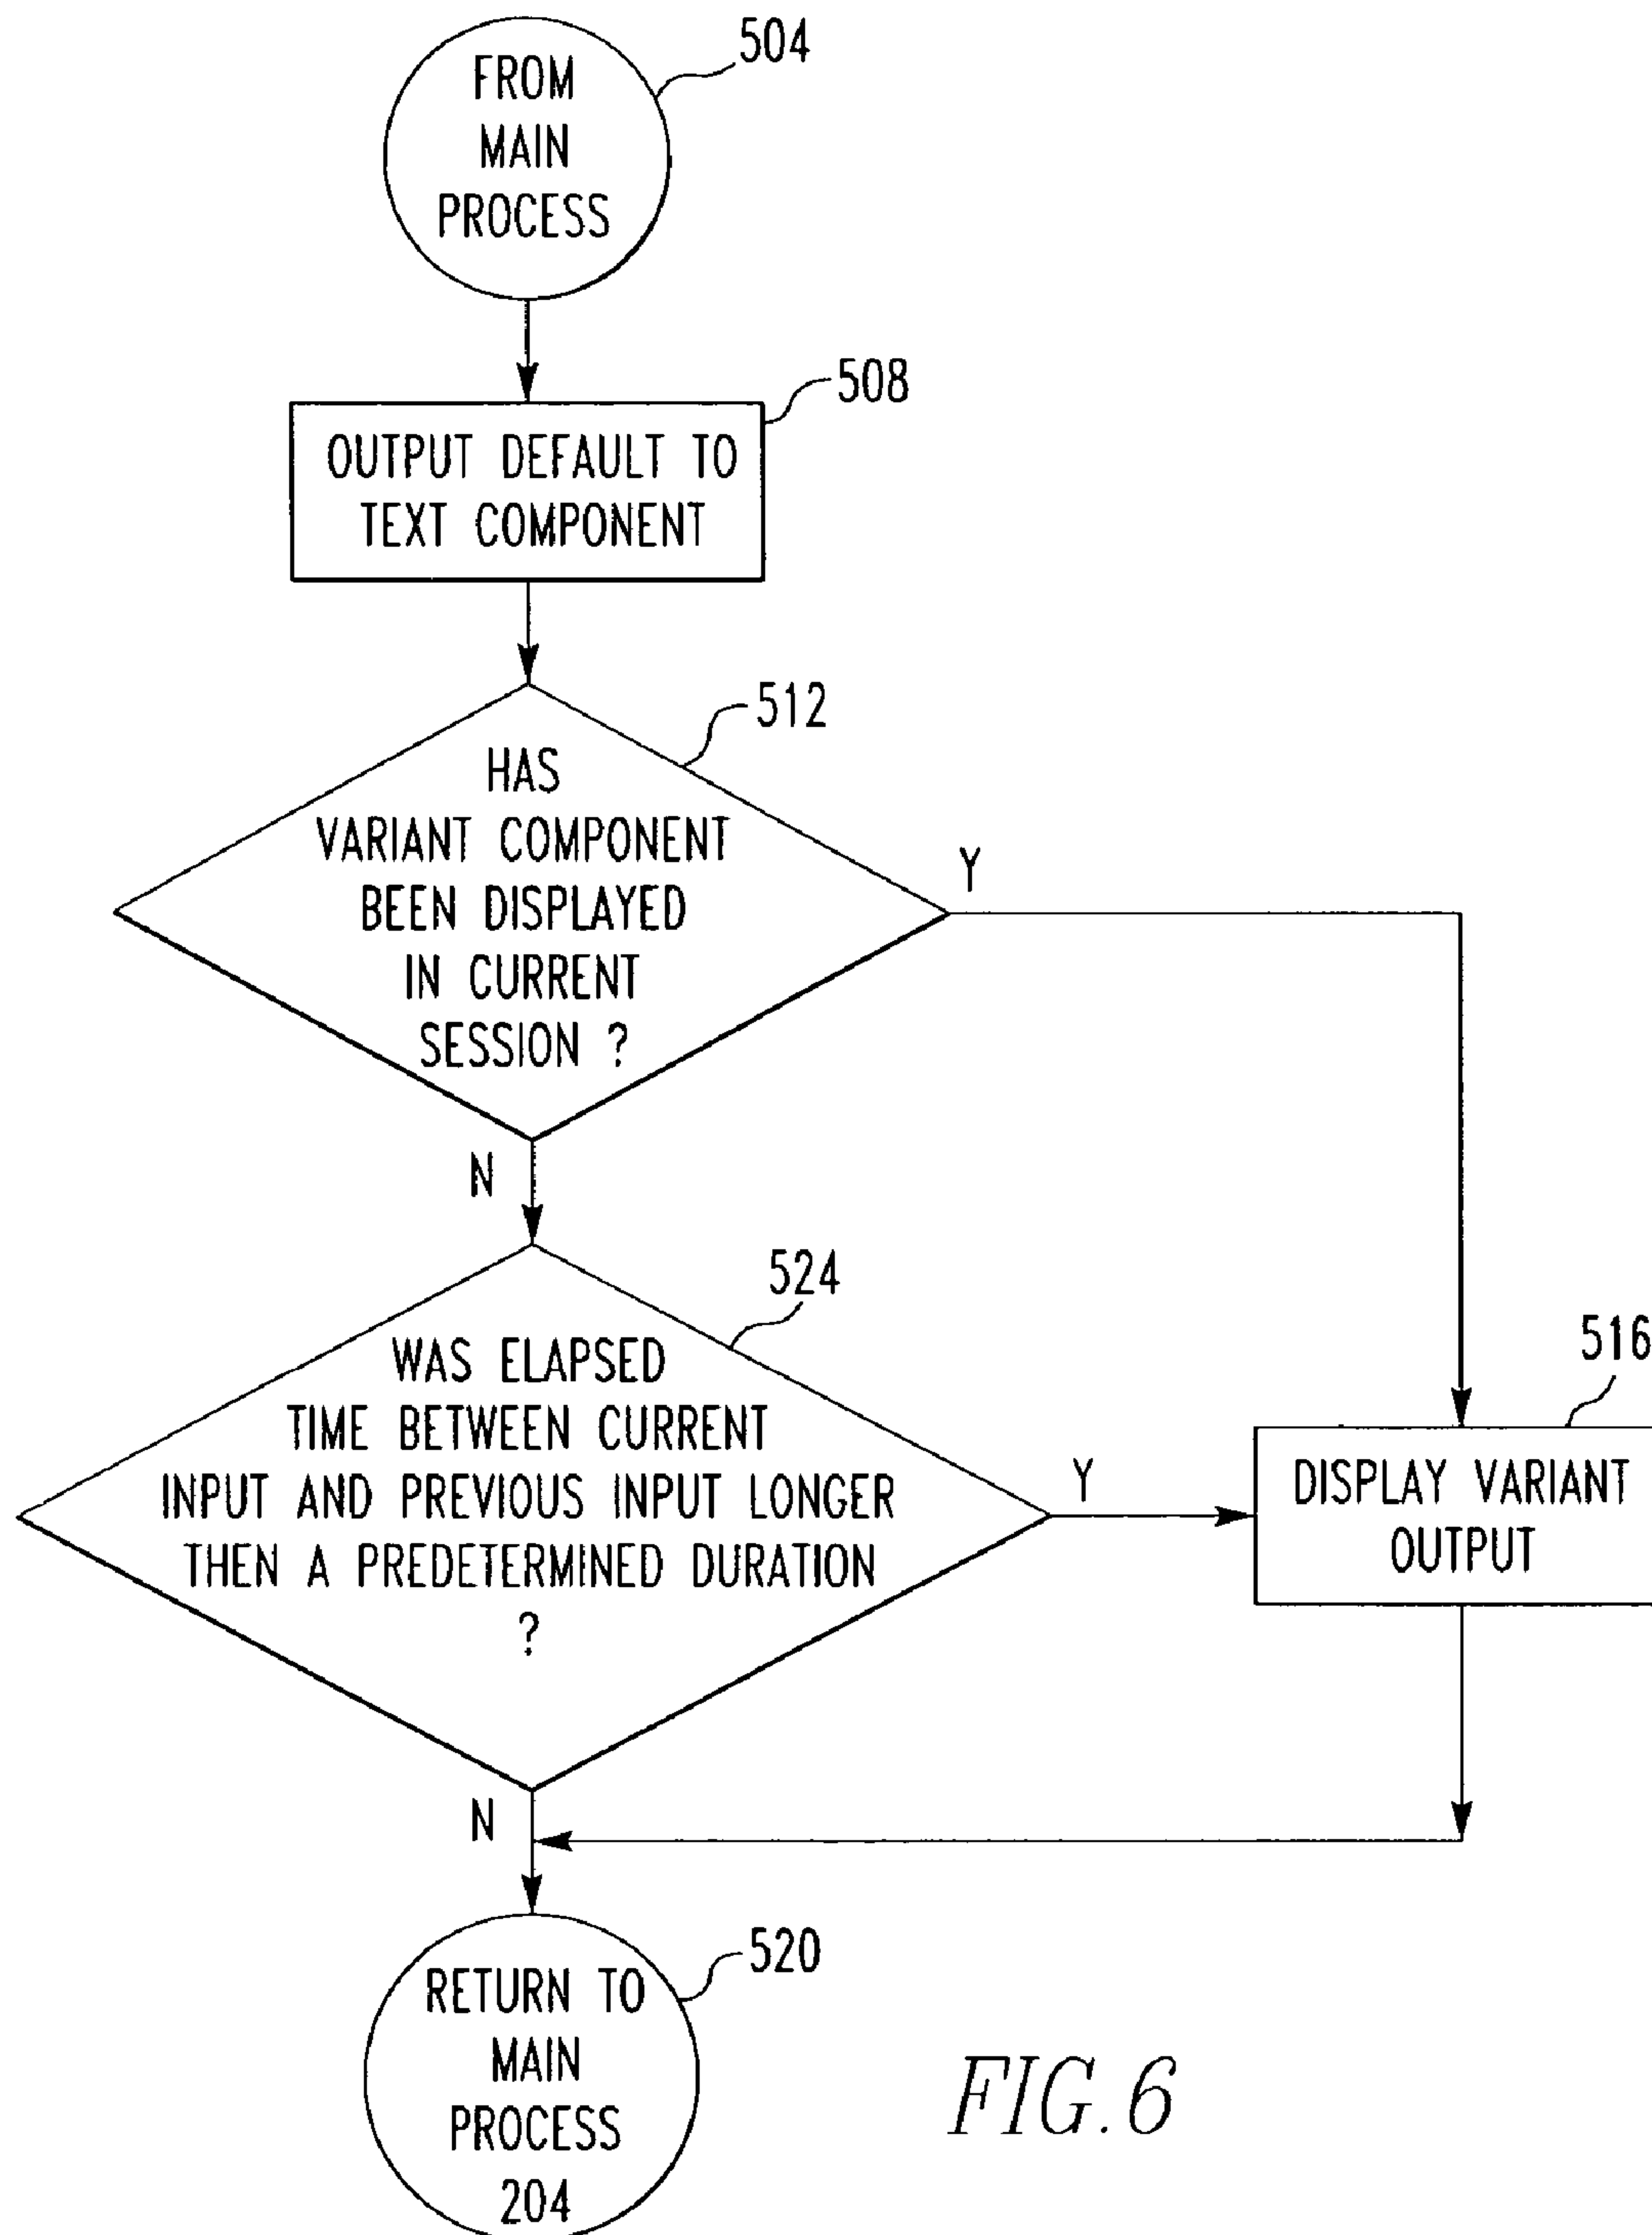 504
FROM
MAIN
PROCESS
508
OUTPUT DEFAULT TO
TEXT COMPONENT
512
HAS
VARIANT COMPONENT
BEEN DISPLAYED
IN CURRENT
SESSION ?
Y
N
524
WAS ELAPSED
TIME BETWEEN CURRENT
INPUT AND PREVIOUS INPUT LONGER
THEN A PREDETERMINED DURATION
?
Y
516
DISPLAY VARIANT
OUTPUT
N
520
RETURN TO
MAIN
PROCESS
204
FIG. 6